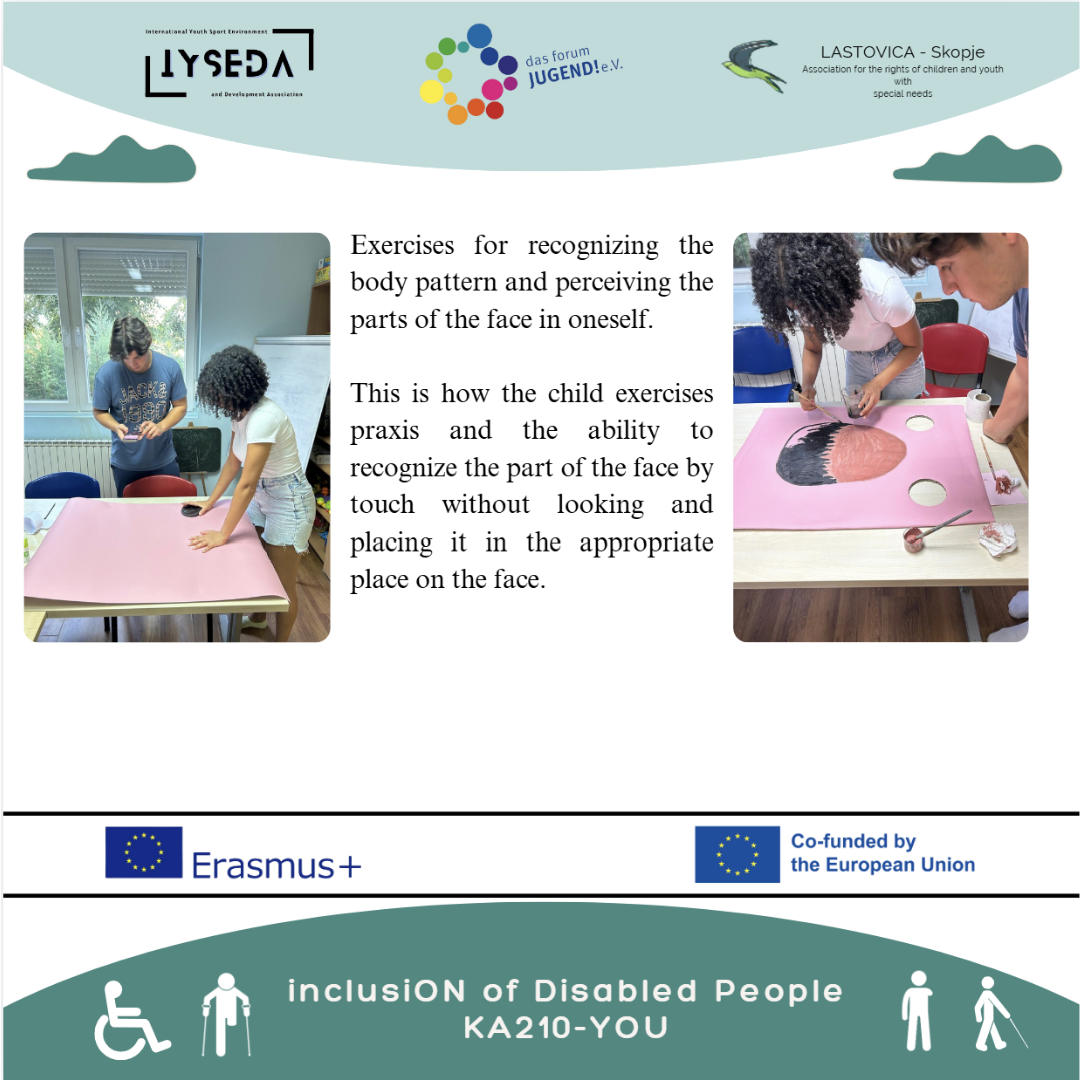 International Youth Sport Environment
IYSEDA
and Development Association
das forum
JUGEND! e.V.
LASTOVICA - Skopje
Association for the rights of children and youth
with
special needs
Exercises for recognizing the
body pattern and perceiving the
parts of the face in oneself.
This is how the child exercises
praxis and the ability to
recognize the part of the face by
touch without looking and
placing it in the appropriate
place on the face.
Erasmus+
Co-funded by
the European Union
inclusiON of Disabled People
KA210-YOU